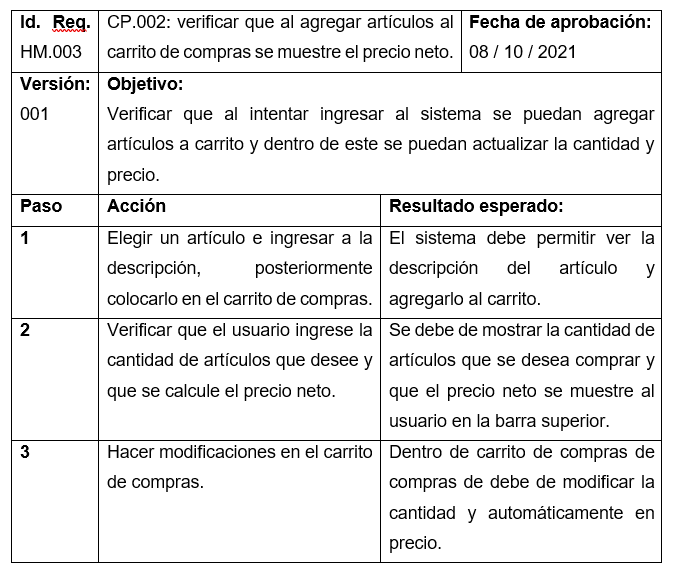 Id. Req.
HM.003
CP.002: verificar que al agregar artículos al
carrito de compras se muestre el precio neto.
Fecha de aprobación:
08 / 10 / 2021
Versión:
001
Objetivo:
Verificar que al intentar ingresar al sistema se puedan agregar
artículos a carrito y dentro de este se puedan actualizar la cantidad y
precio.
Paso
Acción
Resultado esperado:
1
Elegir un artículo e ingresar a la
descripción, posteriormente
colocarlo en el carrito de compras.
El sistema debe permitir ver la
descripción del artículo y
agregarlo al carrito.
2
Verificar que el usuario ingrese la
cantidad de artículos que desee y
que se calcule el precio neto.
Se debe de mostrar la cantidad de
artículos que se desea comprar y
que el precio neto se muestre al
usuario en la barra superior.
3
Hacer modificaciones en el carrito
de compras.
Dentro de carrito de compras de
compras de debe de modificar la
cantidad y automáticamente en
precio.